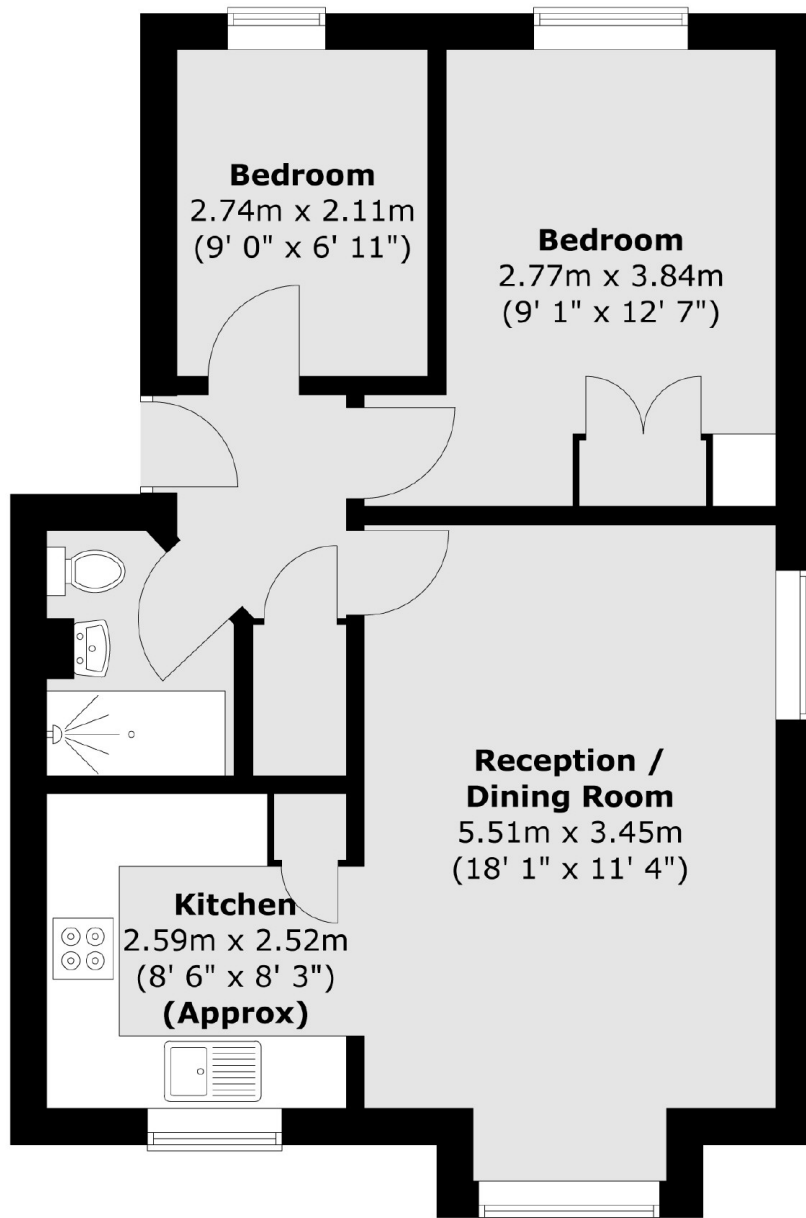 Bedroom
2.74m x 2.11m
(9' 0" x 6' 11")
Bedroom
2.77m x 3.84m
(9' 1" x 12' 7")
Reception /
Dining Room
5.51m x 3.45m
(18' 1" x 11' 4")
Kitchen
2.59m x 2.52m
(8' 6" x 8' 3")
(Approx)